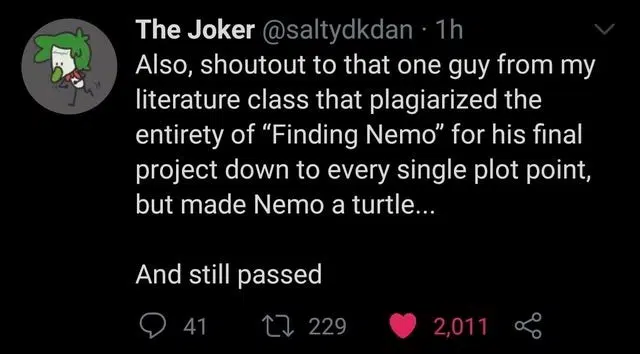 The Joker @saltydkdan · 1h
Also, shoutout to that one guy from my
literature class that plagiarized the
entirety of “Finding Nemo” for his final
project down to every single plot point,
but made Nemo a turtle...
And still passed
41 229 2,011